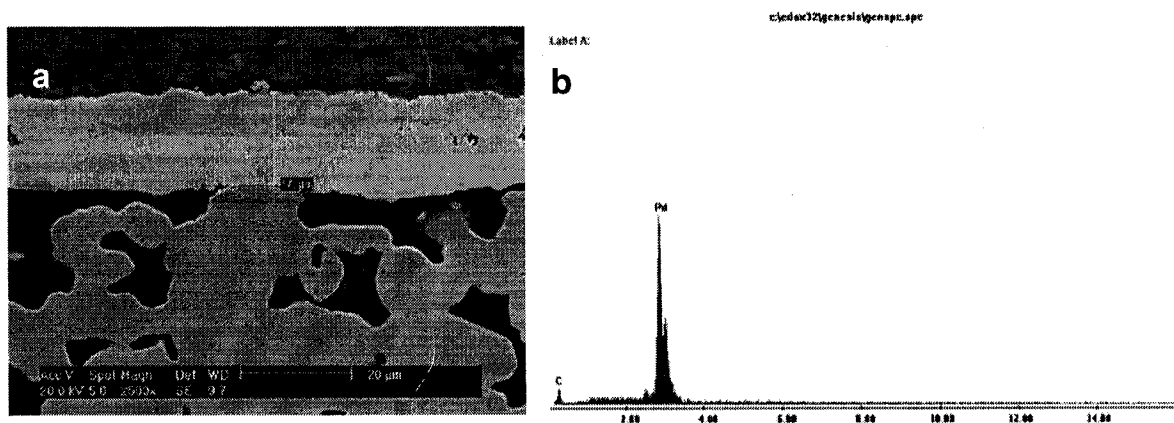 c:\edax32\genesis\genspc.spc
Label A:
a
b
Pd
C
Acc.V Spot Magn Det WD
20.0 kV 5.0 2500x SE 9.7
20 µm
2.00 4.00 6.00 8.00 10.00 12.00 14.00